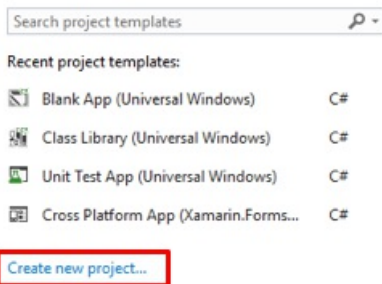 Search project templates
Recent project templates:
Blank App (Universal Windows) C#
Class Library (Universal Windows) C#
Unit Test App (Universal Windows) C#
Cross Platform App (Xamarin.Forms... C#
Create new project...